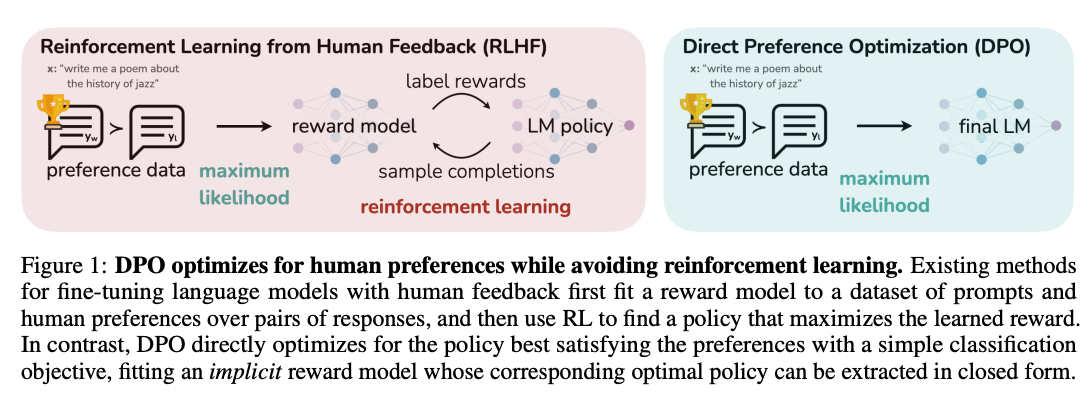 Reinforcement Learning from Human Feedback (RLHF)
x: "write me a poem about
the history of jazz"
label rewards
yw > yl
reward model
LM policy
preference data
maximum
likelihood
sample completions
reinforcement learning
Direct Preference Optimization (DPO)
x: "write me a poem about
the history of jazz"
yw > yl
final LM
preference data
maximum
likelihood
Figure 1: DPO optimizes for human preferences while avoiding reinforcement learning. Existing methods
for fine-tuning language models with human feedback first fit a reward model to a dataset of prompts and
human preferences over pairs of responses, and then use RL to find a policy that maximizes the learned reward.
In contrast, DPO directly optimizes for the policy best satisfying the preferences with a simple classification
objective, fitting an implicit reward model whose corresponding optimal policy can be extracted in closed form.